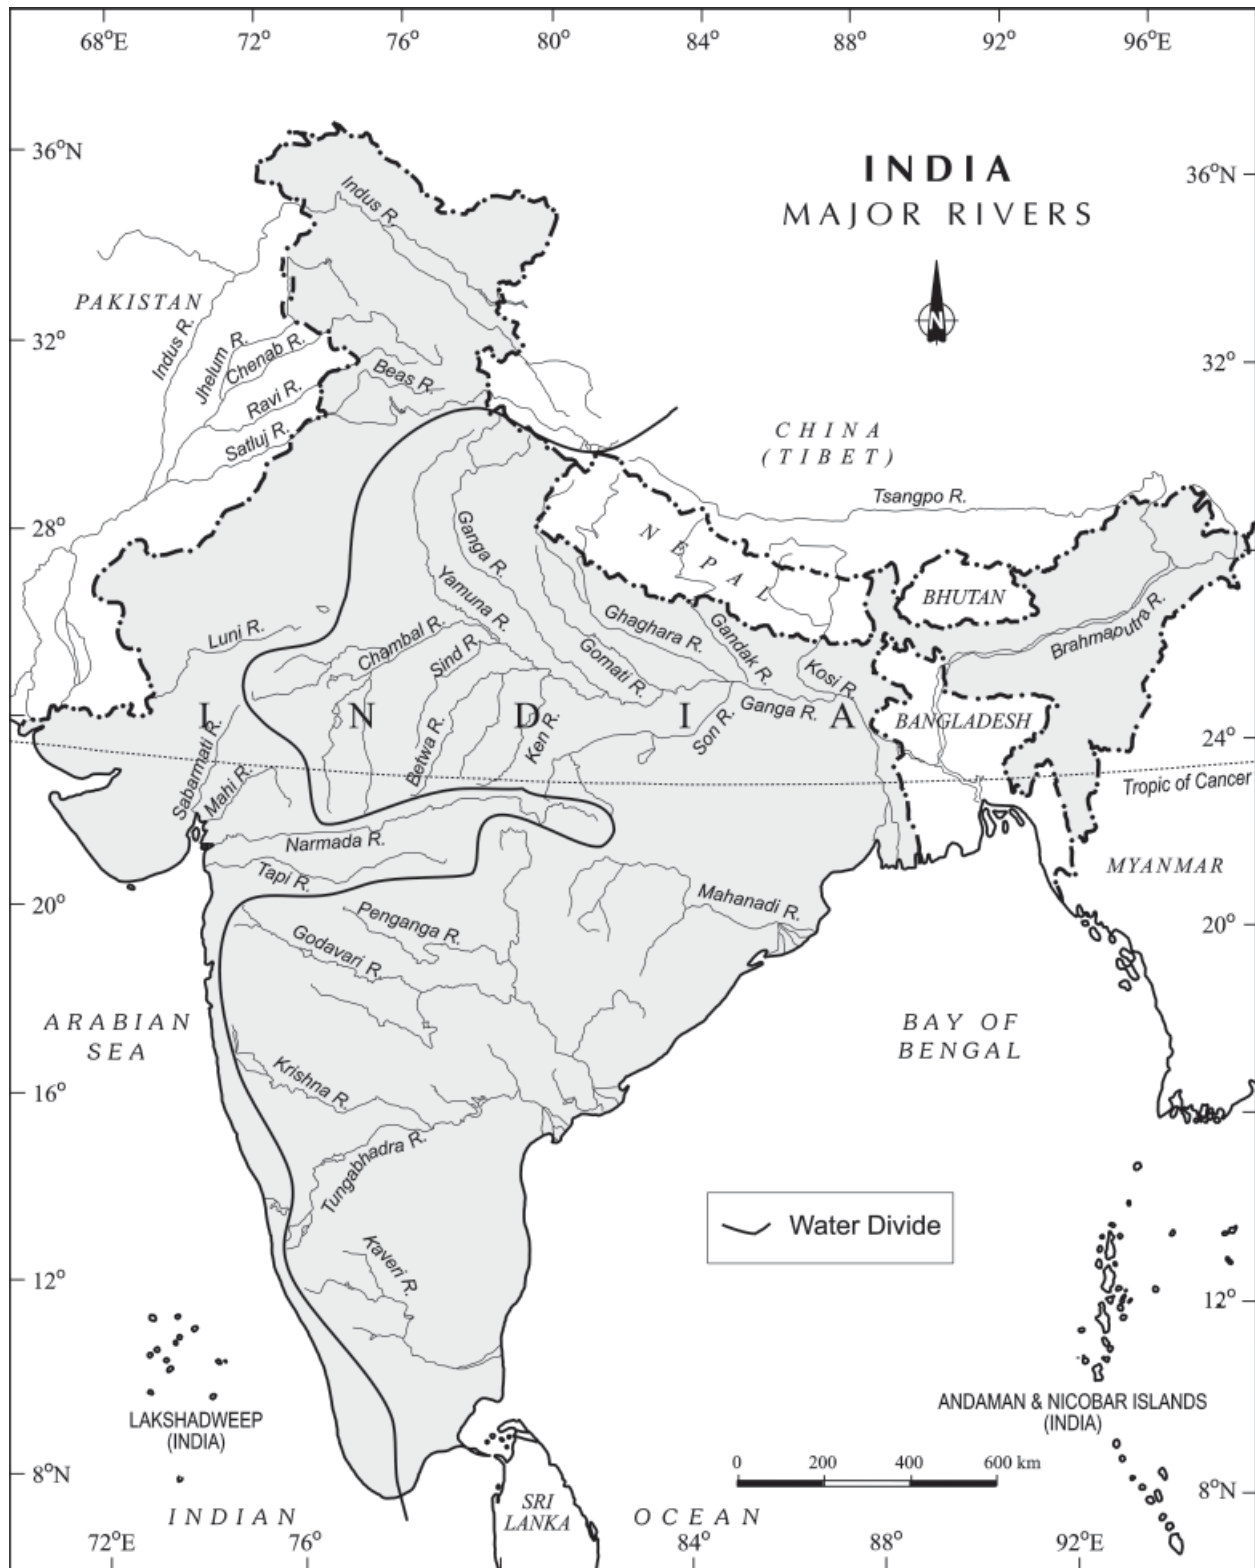 68°E 72° 76° 80° 84° 88° 92° 96°E
36°N
INDIA
MAJOR RIVERS
36°N
Indus R.
N
PAKISTAN
Indus R.
32°
Jhelum R.
Chenab R.
Beas R.
32°
Ravi R.
Satluj R.
CHINA
(TIBET)
Tsangpo R.
28°
28°
Ganga R.
NEPAL
BHUTAN
Yamuna R.
Luni R.
Chambal R.
Sind R.
Ghaghara R.
Gandak R.
Gomati R.
Kosi R.
Brahmaputra R.
INDIA
Ganga R.
BANGLADESH
Sabarmati R.
Mahi R.
Betwa R.
Ken R.
Son R.
24°
Tropic of Cancer
Narmada R.
Tapi R.
MYANMAR
20°
Penganga R.
Mahanadi R.
20°
Godavari R.
ARABIAN
SEA
BAY OF
BENGAL
Krishna R.
16°
Tungabhadra R.
Water Divide
Kaveri R.
12°
12°
LAKSHADWEEP
(INDIA)
ANDAMAN & NICOBAR ISLANDS
(INDIA)
0 200 400 600 km
8°N
8°N
INDIAN
SRI
LANKA
OCEAN
72°E 76° 84° 88° 92°E